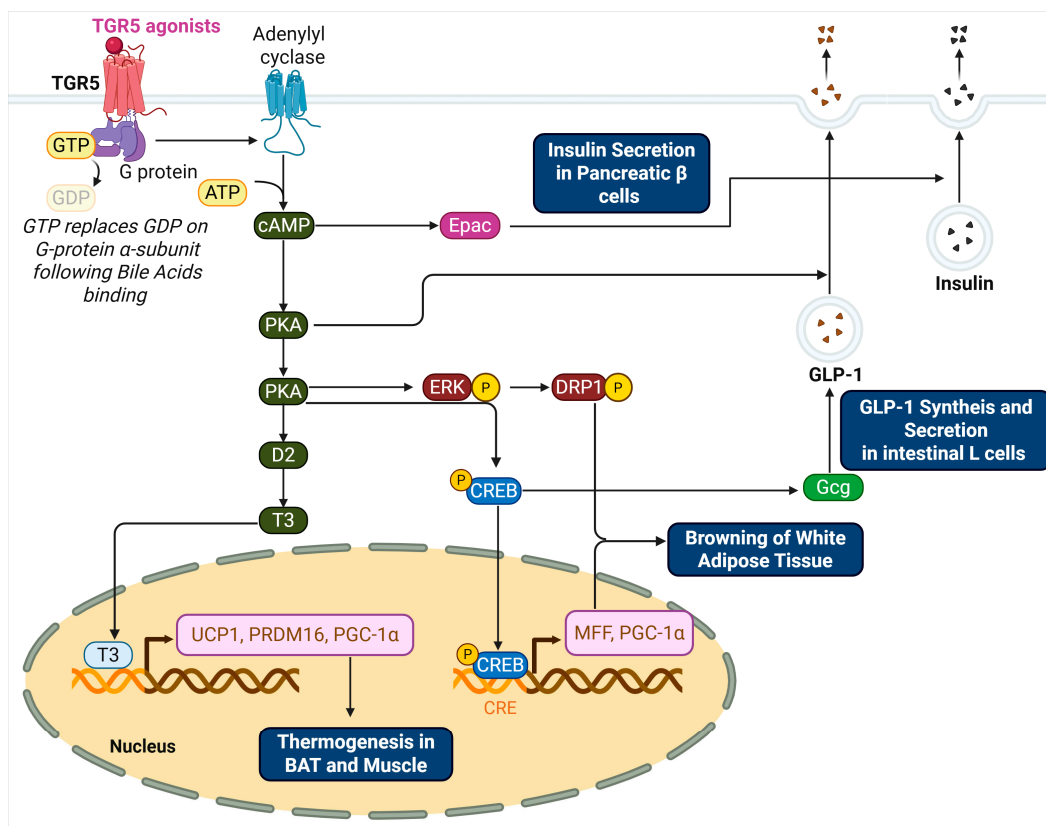 TGR5 agonists
TGR5
Adenylyl
cyclase
GTP
G protein
GDP
ATP
GTP replaces GDP on
G-protein α-subunit
following Bile Acids
binding
cAMP
Epac
Insulin Secretion
in Pancreatic β
cells
Insulin
PKA
GLP-1
PKA
ERK
P
DRP1
P
GLP-1 Syntheis and
Secretion
in intestinal L cells
D2
P
CREB
Gcg
T3
Browning of White
Adipose Tissue
UCP1, PRDM16, PGC-1α
MFF, PGC-1α
T3
P
CREB
CRE
Nucleus
Thermogenesis in
BAT and Muscle